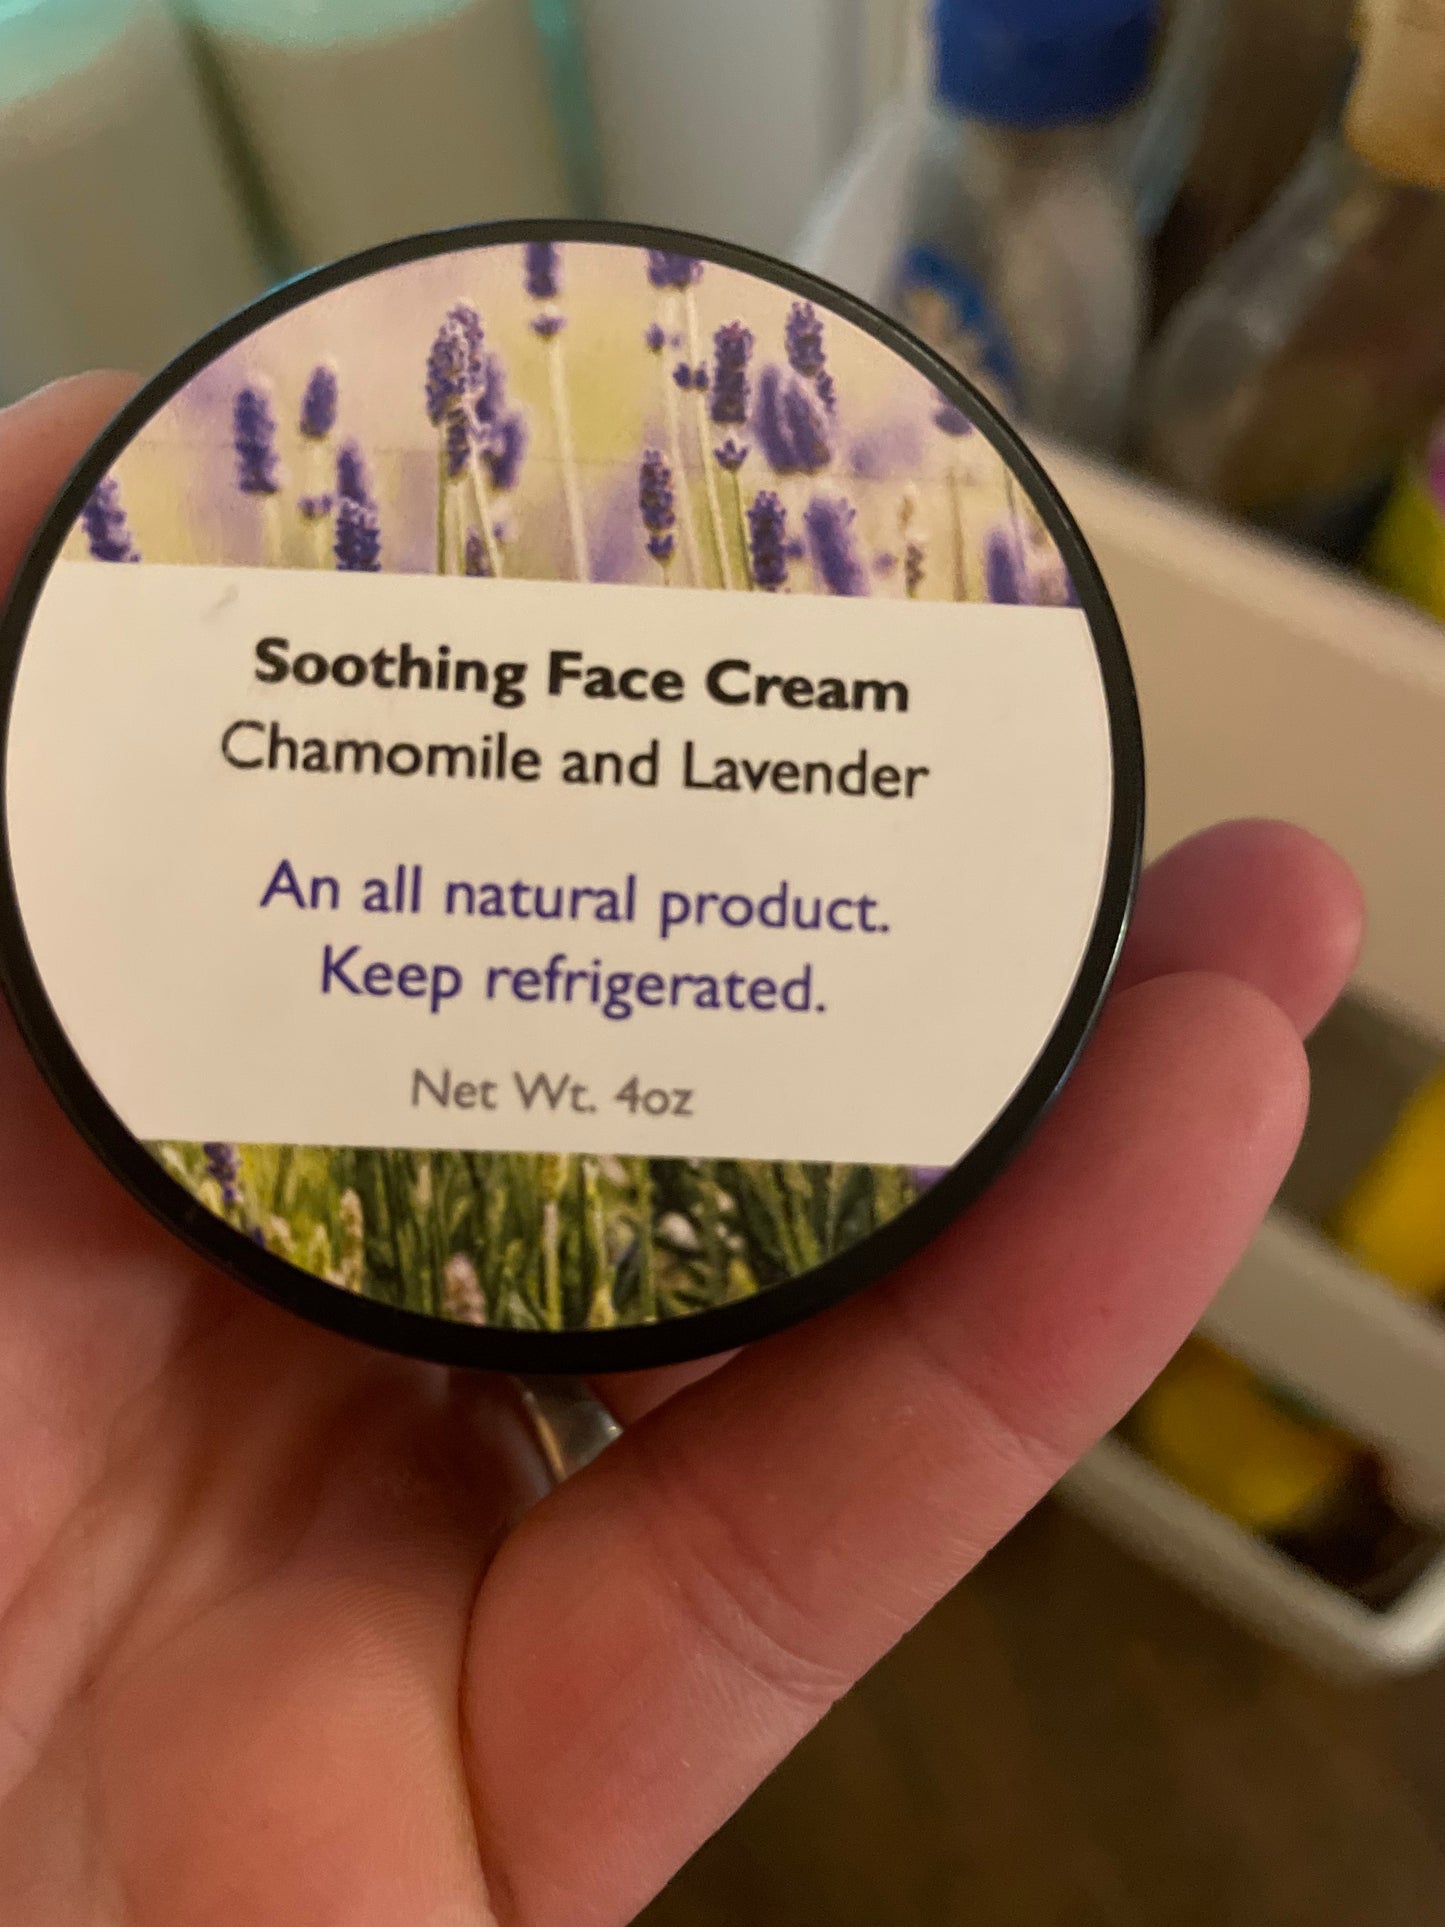 Soothing Face Cream
Chamomile and Lavender
An all natural product.
Keep refrigerated.
Net Wt. 4oz